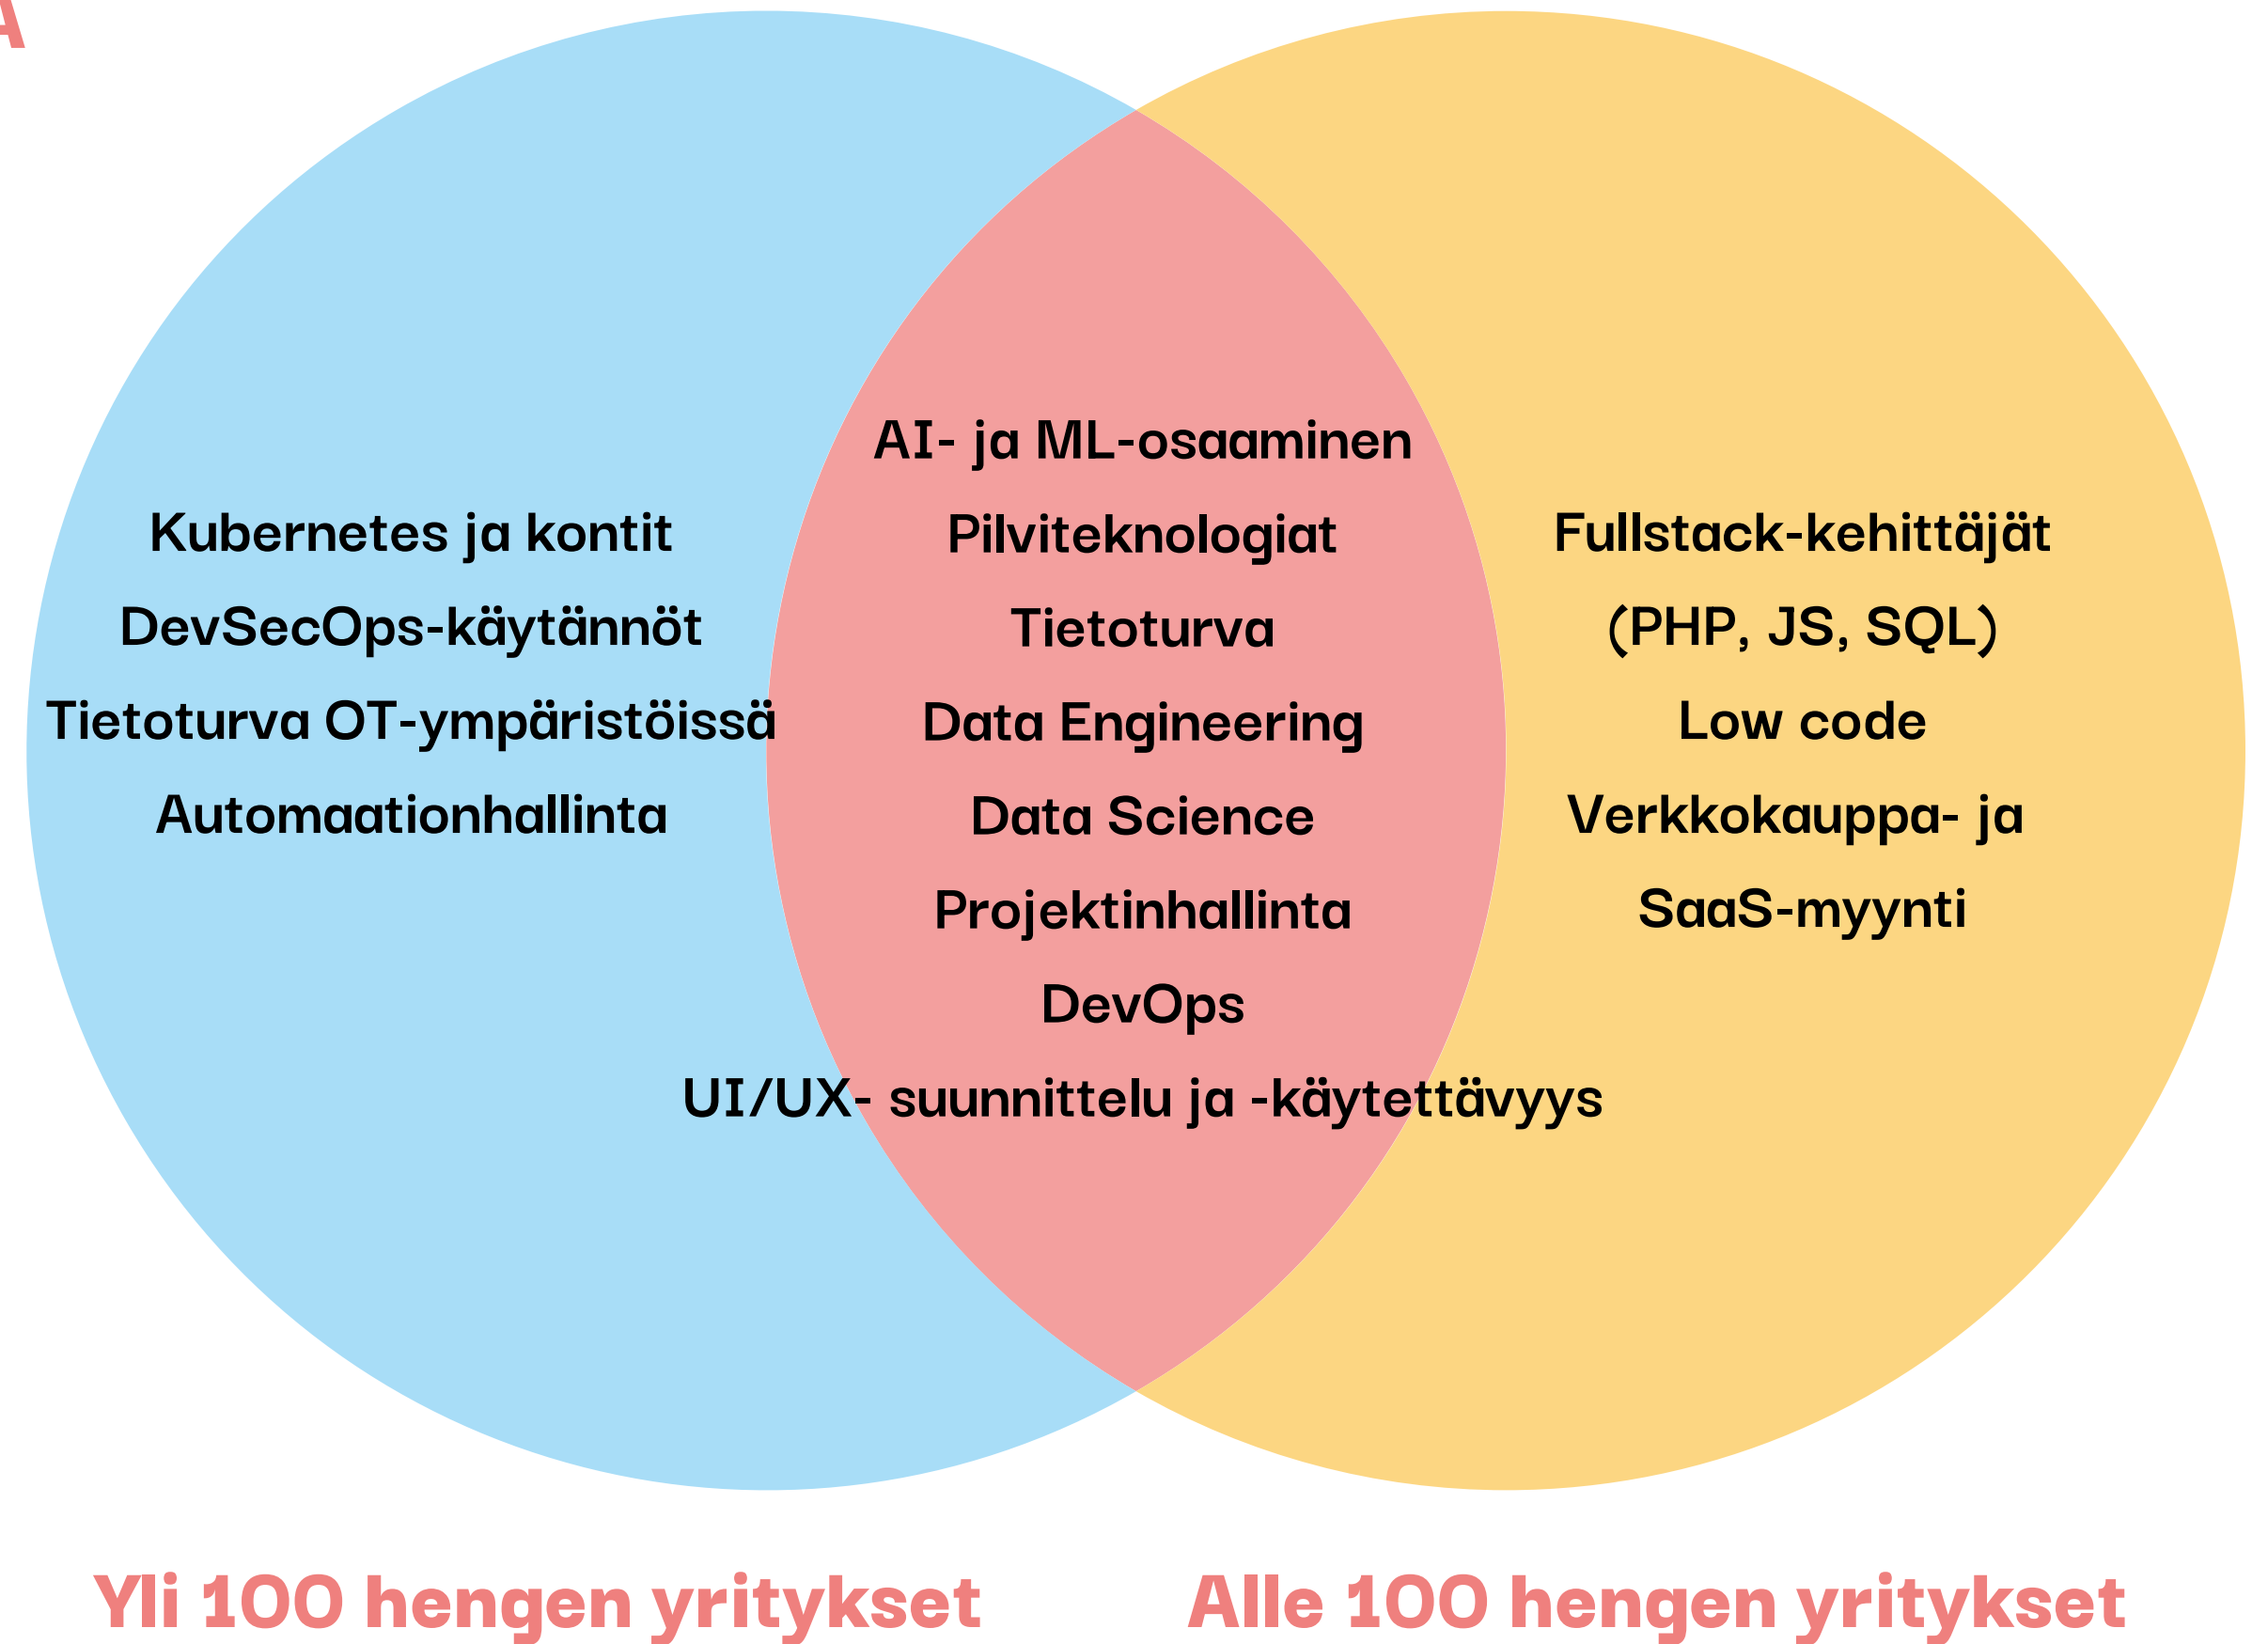 A
Kubernetes ja kontit
DevSecOps-käytännöt
Tietoturva OT-ympäristöissä
Automaationhallinta
AI- ja ML-osaaminen
Pilviteknologiat
Tietoturva
Data Engineering
Data Science
Projektinhallinta
DevOps
UI/UX- suunnittelu ja -käytettävyys
Fullstack-kehittäjät
(PHP, JS, SQL)
Low code
Verkkokauppa- ja
SaaS-myynti
Yli 100 hengen yritykset
Alle 100 hengen yritykset